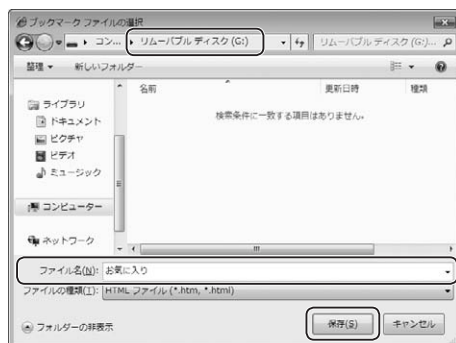 ブックマーク ファイルの選択
コン... リムーバブル ディスク (G:)
リムーバブル ディスク (G:)...
整理 新しいフォルダー
名前 更新日時 種類
検索条件に一致する項目はありません。
ライブラリ
ドキュメント
ピクチャ
ビデオ
ミュージック
コンピューター
ネットワーク
ファイル名(N): お気に入り
ファイルの種類(T): HTML ファイル (*.htm, *.html)
フォルダーの非表示
保存(S) キャンセル